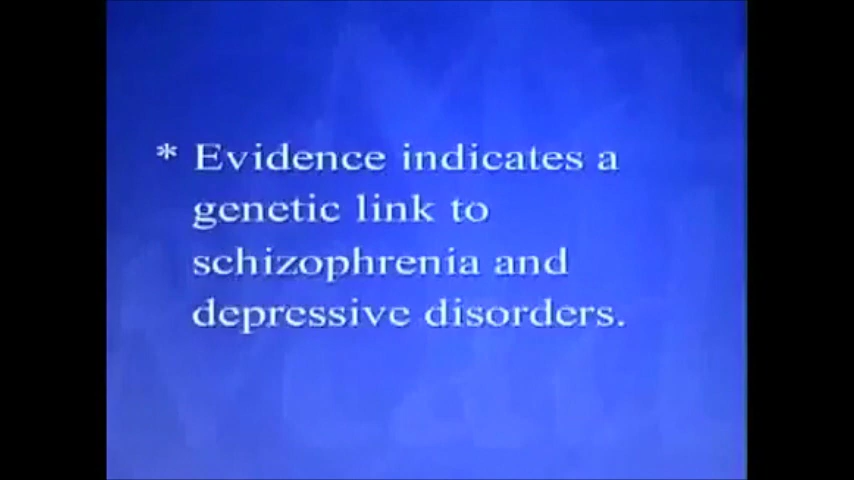 * Evidence indicates a
genetic link to
schizophrenia and
depressive disorders.